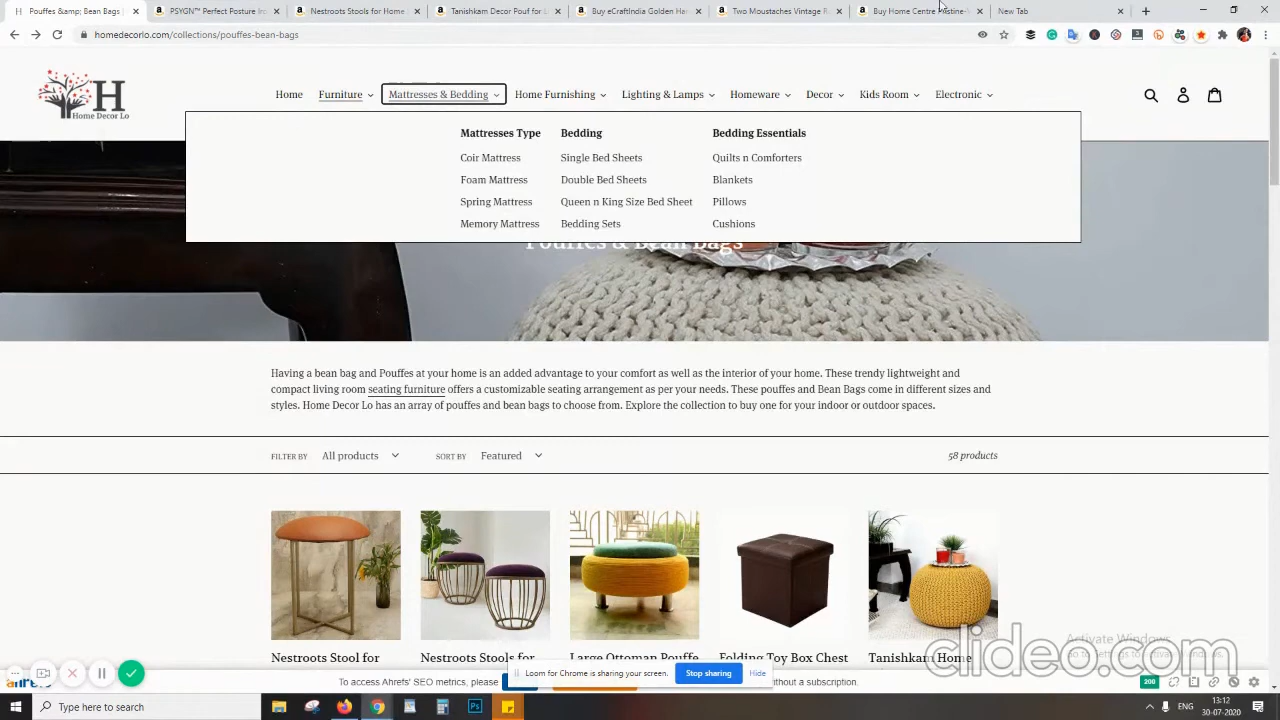 Pouffes & Bean Bags
PSYGN™ Perfect Posture Inc
Nestroots Stool for Living
Tanishkam Decor Pouf for
Buy eCraftIndia Golden Hor
Two Moustaches Vintage B
Buy Home Centre
New Tab
homedecorlo.com/collections/pouffes-bean-bags
H
Home Decor Lo
Home
Furniture
Mattresses & Bedding
Home Furnishing
Lighting & Lamps
Homeware
Decor
Kids Room
Electronic
Mattresses Type
Coir Mattress
Foam Mattress
Spring Mattress
Memory Mattress
Bedding
Single Bed Sheets
Double Bed Sheets
Queen n King Size Bed Sheet
Bedding Sets
Bedding Essentials
Quilts n Comforters
Blankets
Pillows
Cushions
Pouffes & Bean Bags
Having a bean bag and Pouffes at your home is an added advantage to your comfort as well as the interior of your home. These trendy lightweight and
compact living room seating furniture offers a customizable seating arrangement as per your needs. These pouffes and Bean Bags come in different sizes and
styles. Home Decor Lo has an array of pouffes and bean bags to choose from. Explore the collection to buy one for your indoor or outdoor spaces.
FILTER BY All products SORT BY Featured 58 products
Nestroots Stool for
Nestroots Stools for
Large Ottoman Pouffe
Folding Toy Box Chest
Tanishkam Home
Activate Windows
clideo.com
Loom for Chrome is sharing your screen. Stop sharing Hide
To access Ahrefs' SEO metrics, please
without a subscription.
208
Type here to search
ENG
13:12
30-07-2020